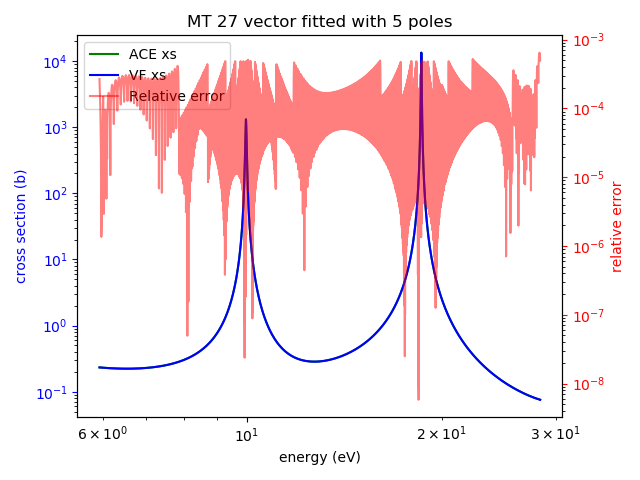 MT 27 vector fitted with 5 poles
ACE xs
VF xs
Relative error
cross section (b)
10⁴
10³
10²
10¹
10⁰
10⁻¹
relative error
10⁻³
10⁻⁴
10⁻⁵
10⁻⁶
10⁻⁷
10⁻⁸
6 × 10⁰ 10¹ 2 × 10¹ 3 × 10¹
energy (eV)